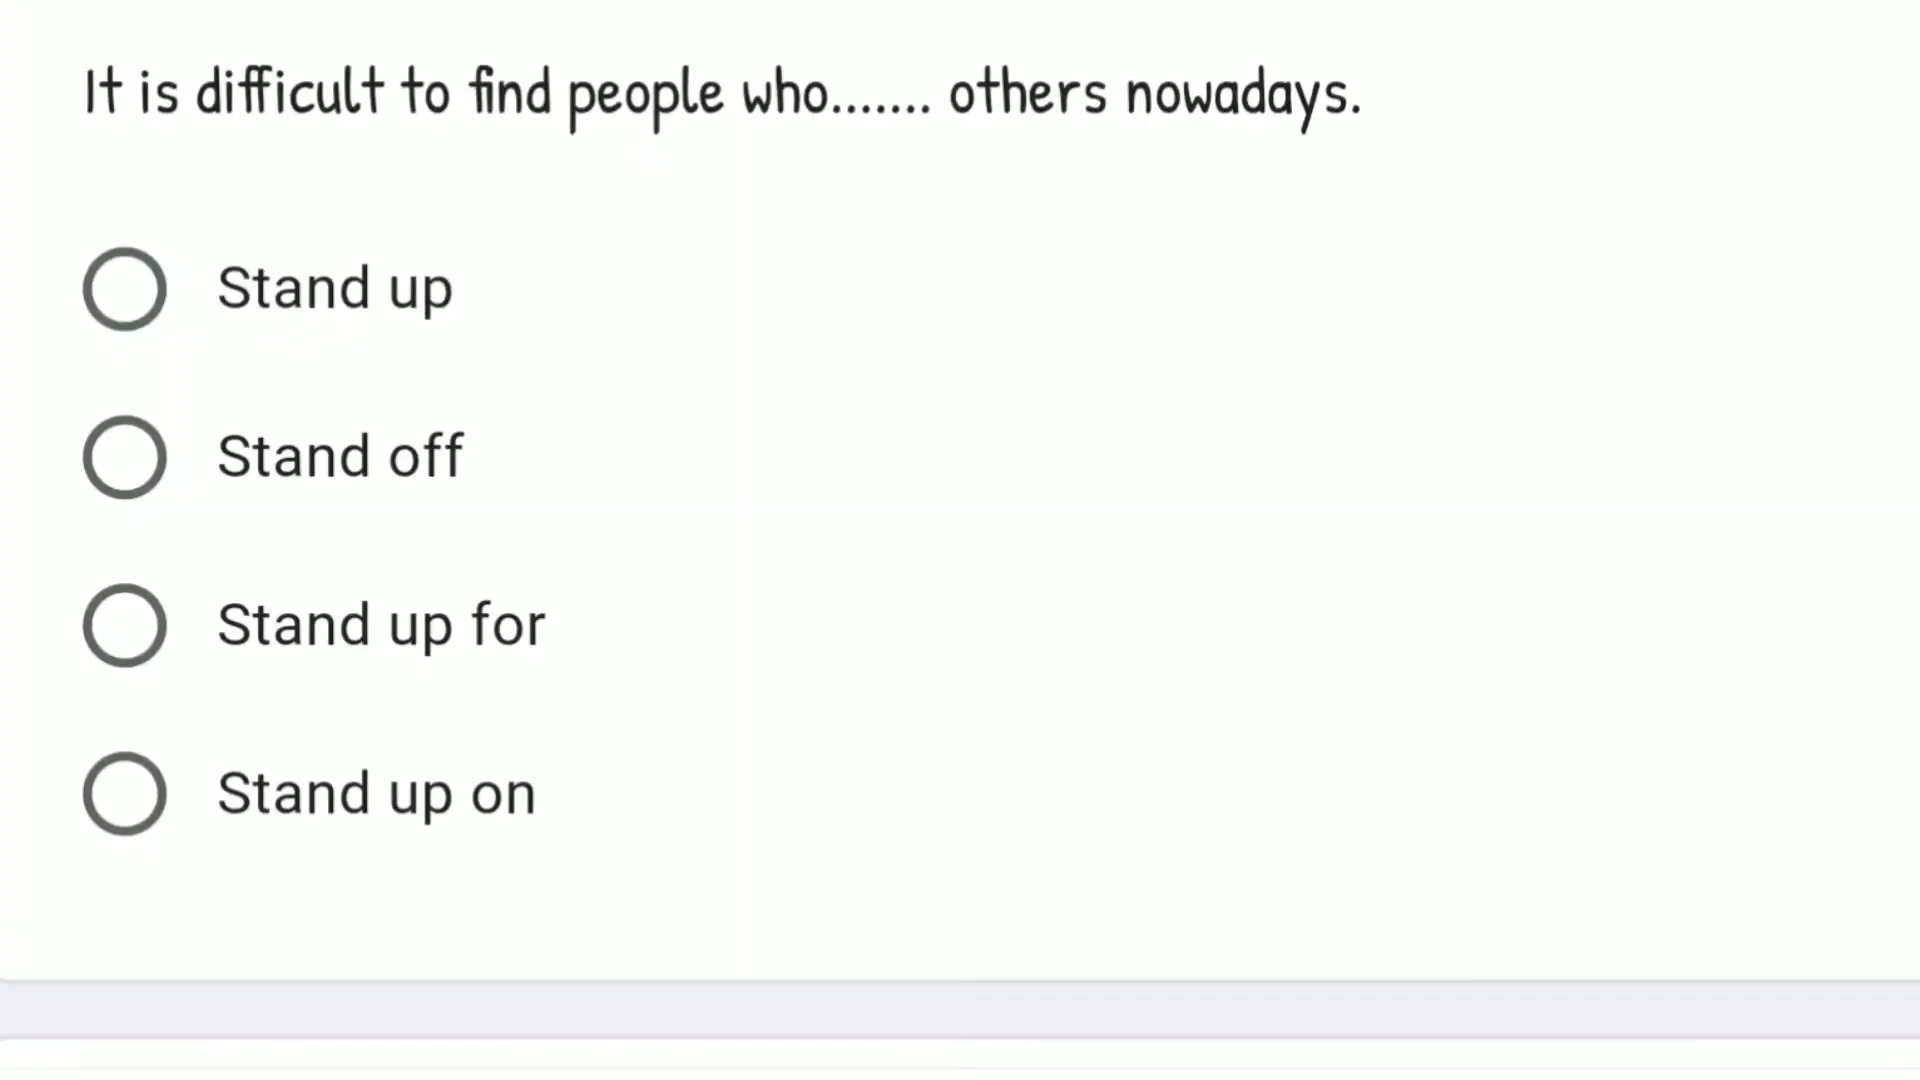 It is difficult to find people who....... others nowadays.
Stand up
Stand off
Stand up for
Stand up on